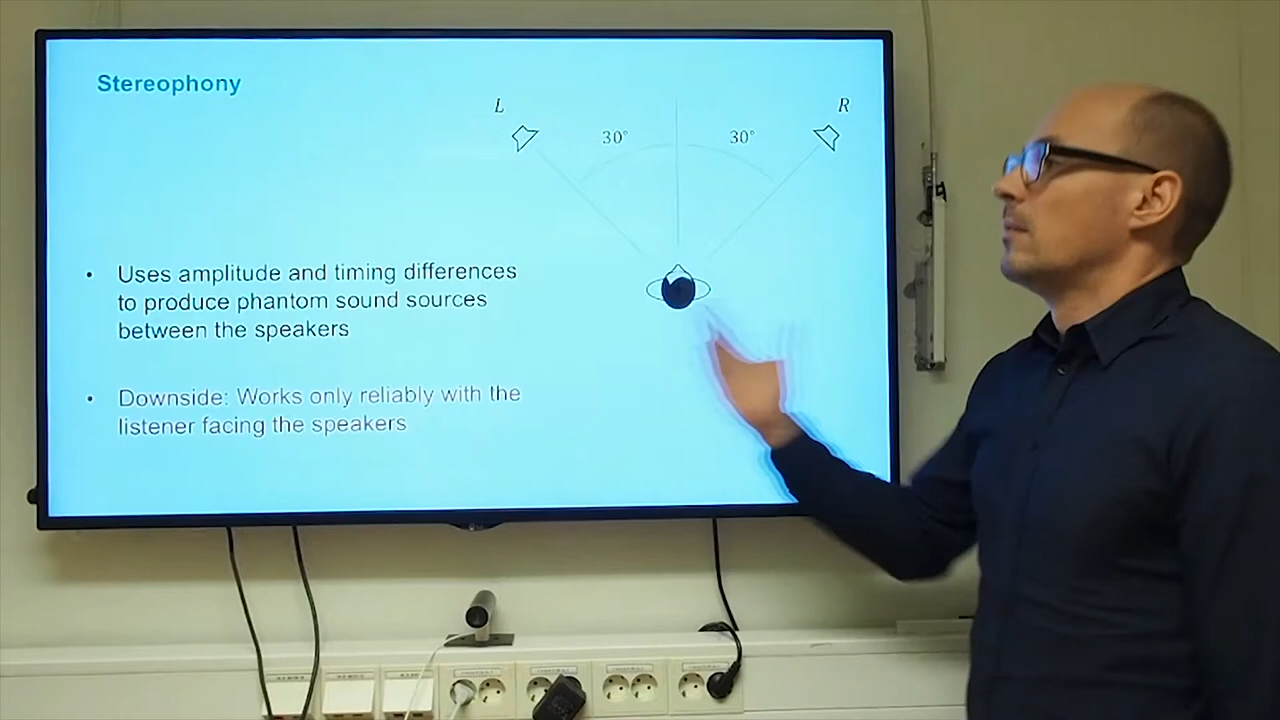 Stereophony
L
R
30°
30°
• Uses amplitude and timing differences
to produce phantom sound sources
between the speakers
• Downside: Works only reliably with the
listener facing the speakers